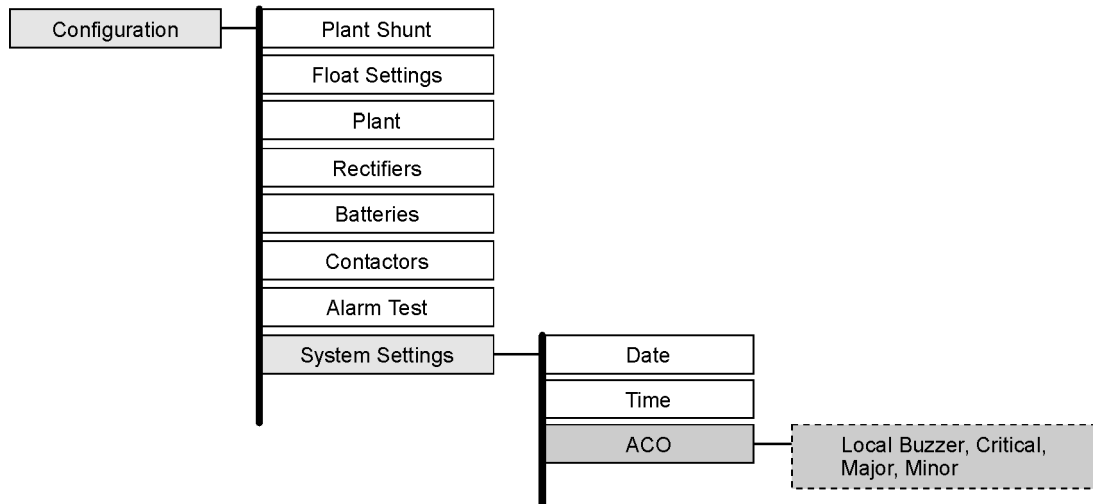 Configuration
Plant Shunt
Float Settings
Plant
Rectifiers
Batteries
Contactors
Alarm Test
System Settings
Date
Time
ACO
Local Buzzer, Critical,
Major, Minor